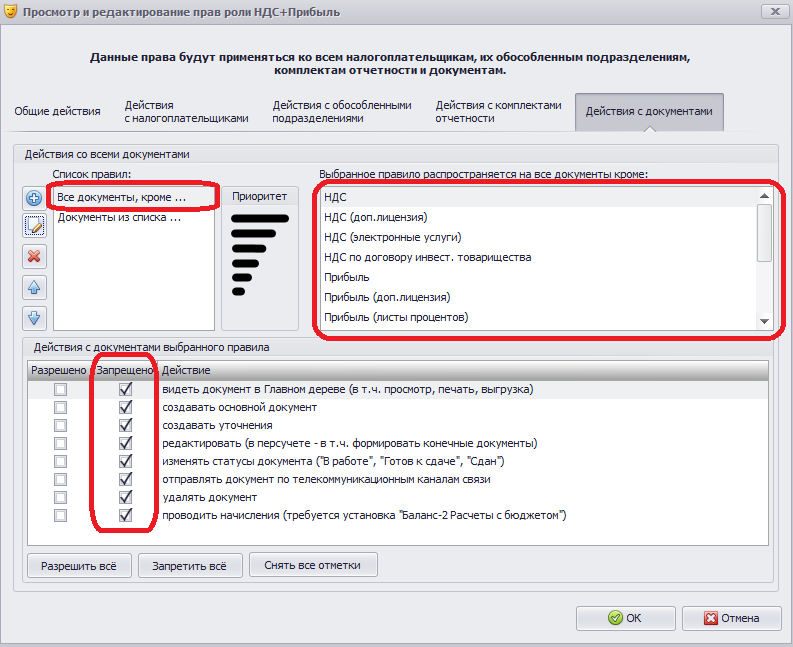 Просмотр и редактирование прав роли НДС+Прибыль
Данные права будут применяться ко всем налогоплательщикам, их обособленным подразделениям,
комплектам отчетности и документам.
Общие действия
Действия
с налогоплательщиками
Действия с обособленными
подразделениями
Действия с комплектами
отчетности
Действия с документами
Действия со всеми документами
Список правил:
Все документы, кроме ...
Документы из списка ...
Приоритет
Выбранное правило распространяется на все документы кроме:
НДС
НДС (доп.лицензия)
НДС (электронные услуги)
НДС по договору инвест. товарищества
Прибыль
Прибыль (доп.лицензия)
Прибыль (листы процентов)
Действия с документами выбранного правила
Разрешено Запрещено Действие
видеть документ в Главном дереве (в т.ч. просмотр, печать, выгрузка)
создавать основной документ
создавать уточнения
редактировать (в персучете - в т.ч. формировать конечные документы)
изменять статусы документа ("В работе", "Готов к сдаче", "Сдан")
отправлять документ по телекоммуникационным каналам связи
удалять документ
проводить начисления (требуется установка "Баланс-2 Расчеты с бюджетом")
Разрешить всё Запретить всё Снять все отметки
ОК Отмена